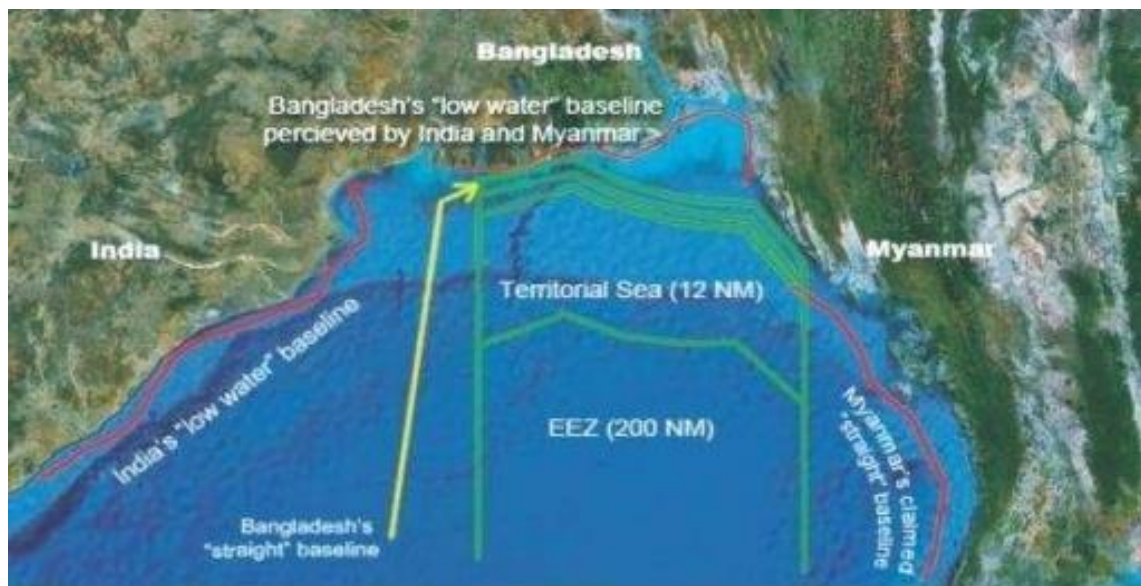 Bangladesh
Bangladesh's "low water" baseline
percieved by India and Myanmar >
India
Myanmar
Territorial Sea (12 NM)
India's "low water" baseline
EEZ (200 NM)
Myanmar's claimed
"straight" baseline
Bangladesh's
"straight" baseline